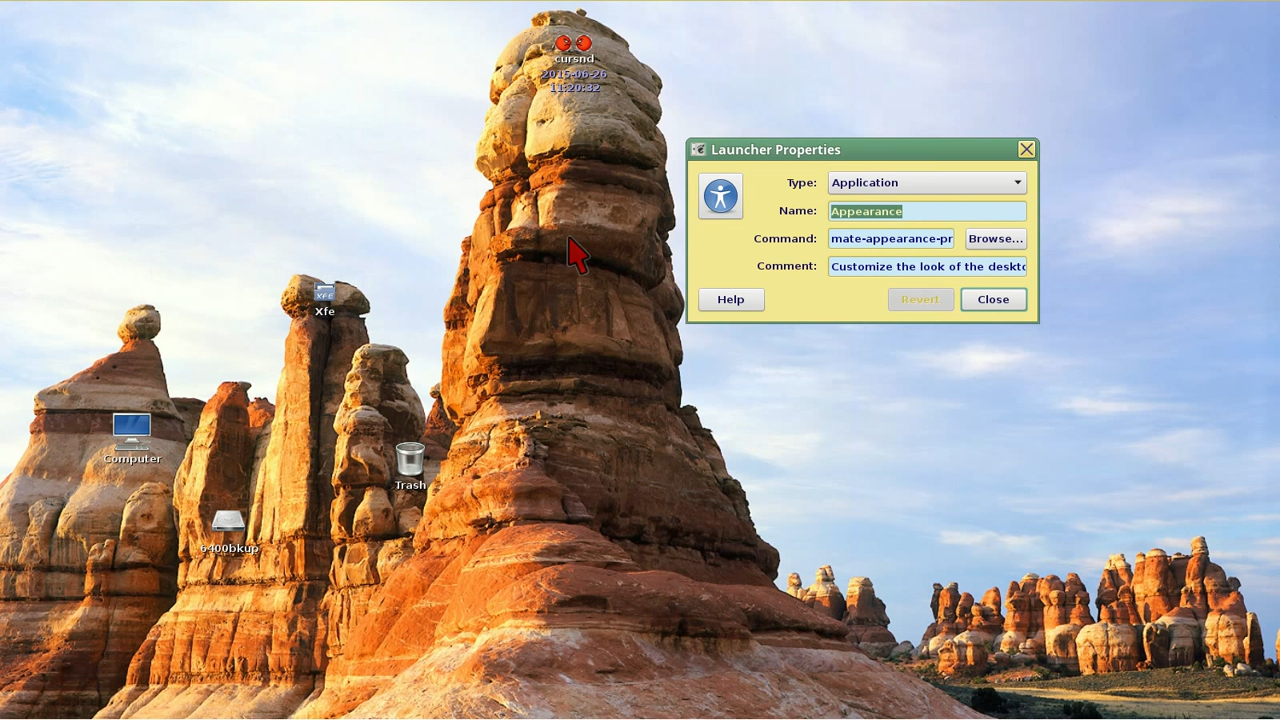 cursnd
2015-06-26
11:20:32
Launcher Properties
Type: Application
Name: Appearance
Command: mate-appearance-pr Browse...
Comment: Customize the look of the deskto
Help Revert Close
XFE
Xfe
Computer
Trash
6400bkup